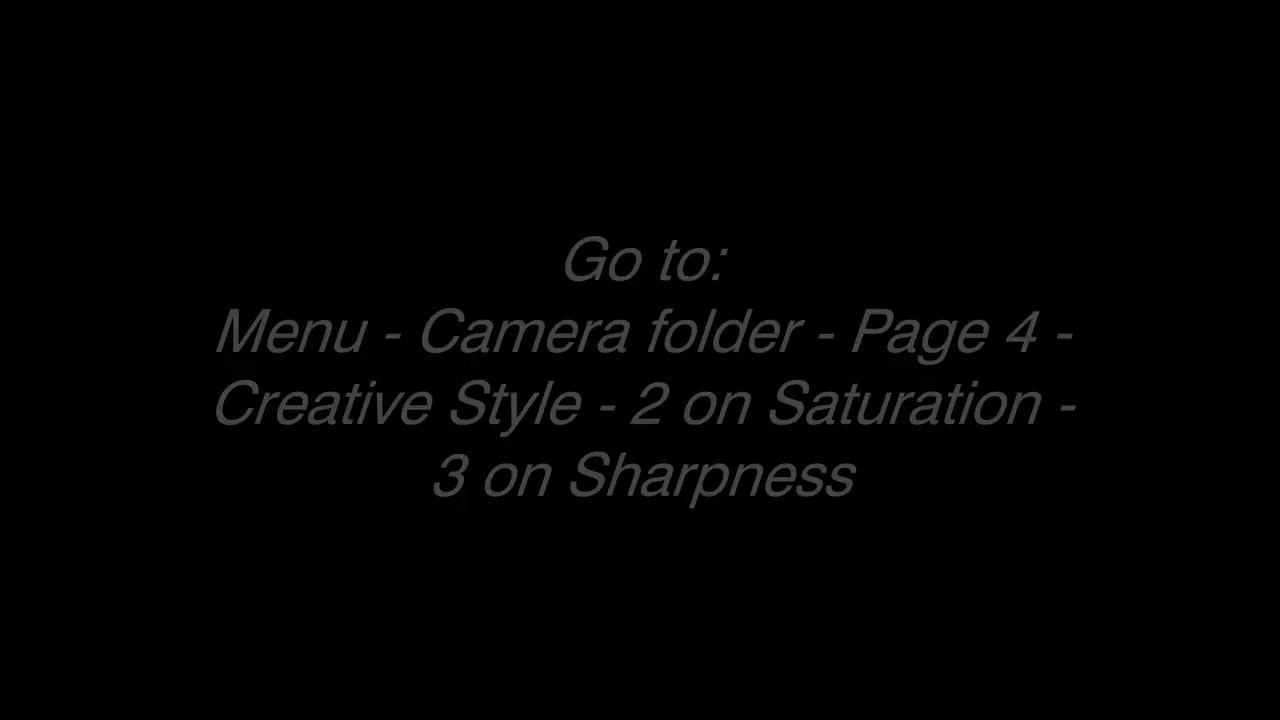 Go to:
Menu - Camera folder - Page 4 -
Creative Style - 2 on Saturation -
3 on Sharpness